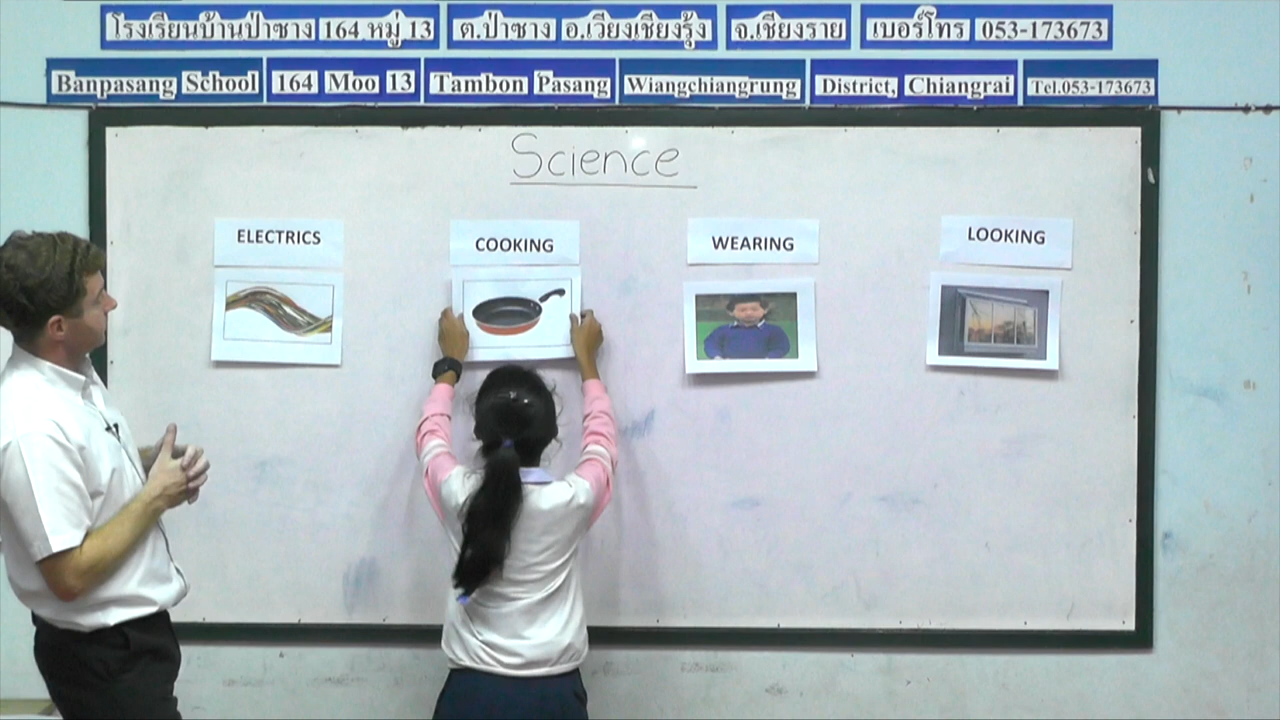 โรงเรียนบ้านป่าซาง 164 หมู่ 13 ต.ป่าซาง อ.เวียงเชียงรุ้ง จ.เชียงราย เบอร์โทร 053-173673
Banpasang School 164 Moo 13 Tambon Pasang Wiangchiangrung District, Chiangrai Tel.053-173673
Science
ELECTRICS
COOKING
WEARING
LOOKING